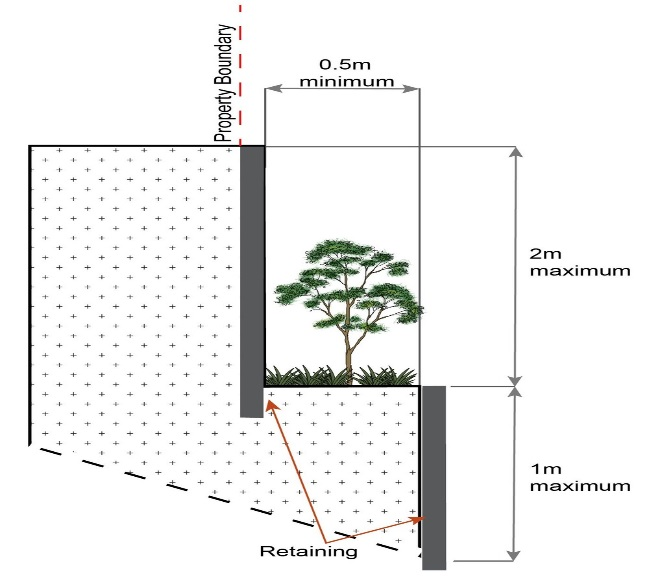 Property Boundary
0.5m
minimum
2m
maximum
1m
maximum
Retaining